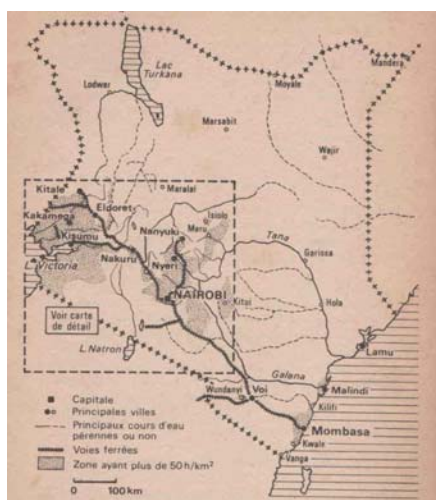 Lac
Turkana
Lodwar
Moyale
Mandera
Marsabit
Wajir
Maralal
Kitale
Eldoret
Isiolo
Kakamega
Nanyuki
Maru
Kisumu
Tana
Garissa
L. Victoria
Nakuru
Nyeri
NAIROBI
Kitui
Hola
Voir carte
de détail
L. Natron
Lamu
Galana
Wundanyi
Voi
Malindi
Kilifi
Mombasa
Kwale
Vanga
Capitale
Principales villes
Principaux cours d'eau
pérennes ou non
Voies ferrées
Zone ayant plus de 50 h/km²
0 100 km